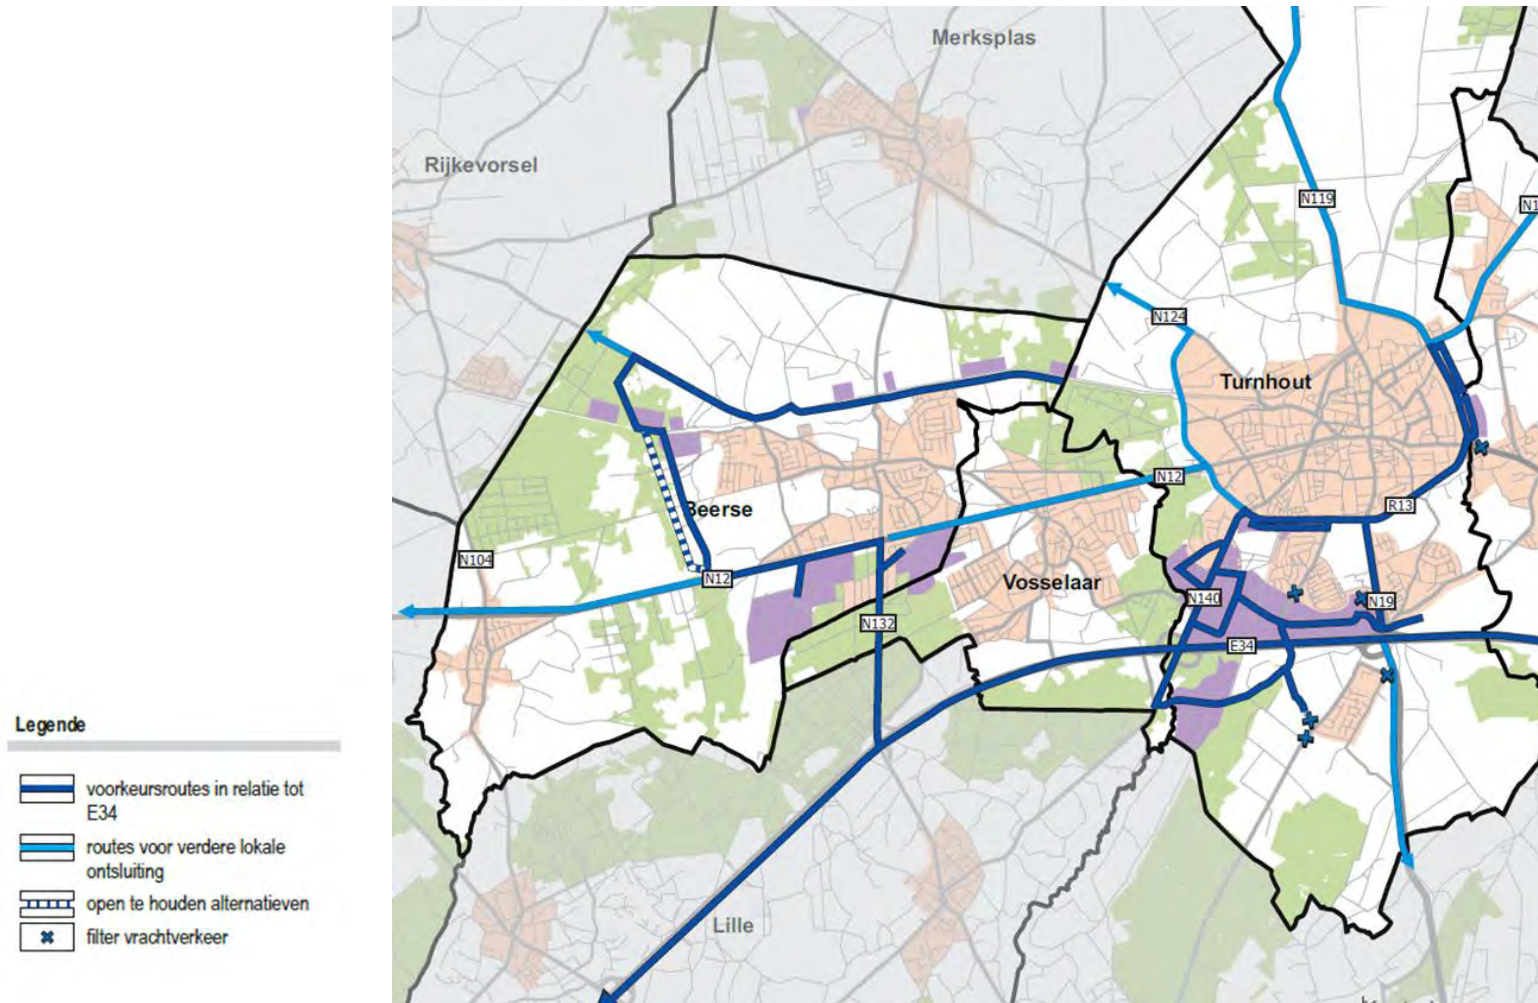 Merksplas
Rijkevorsel
N119
N1
N124
Turnhout
N12
R13
Beerse
N104
N12
Vosselaar
N140
N19
N132
E34
Legende
voorkeursroutes in relatie tot
E34
routes voor verdere lokale
ontsluiting
open te houden alternatieven
filter vrachtverkeer
Lille